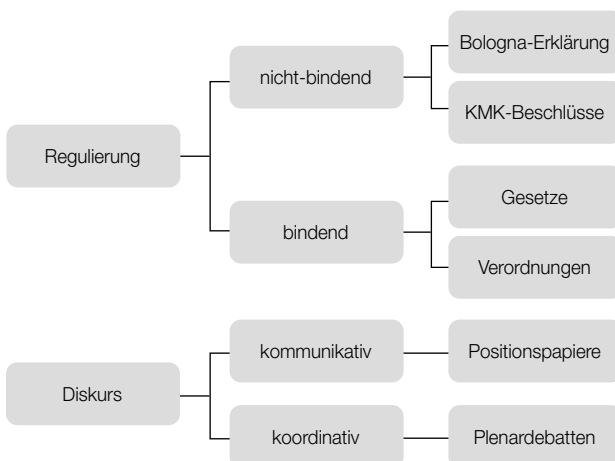 Regulierung
nicht-bindend
Bologna-Erklärung
KMK-Beschlüsse
bindend
Gesetze
Verordnungen
Diskurs
kommunikativ
Positionspapiere
koordinativ
Plenardebatten